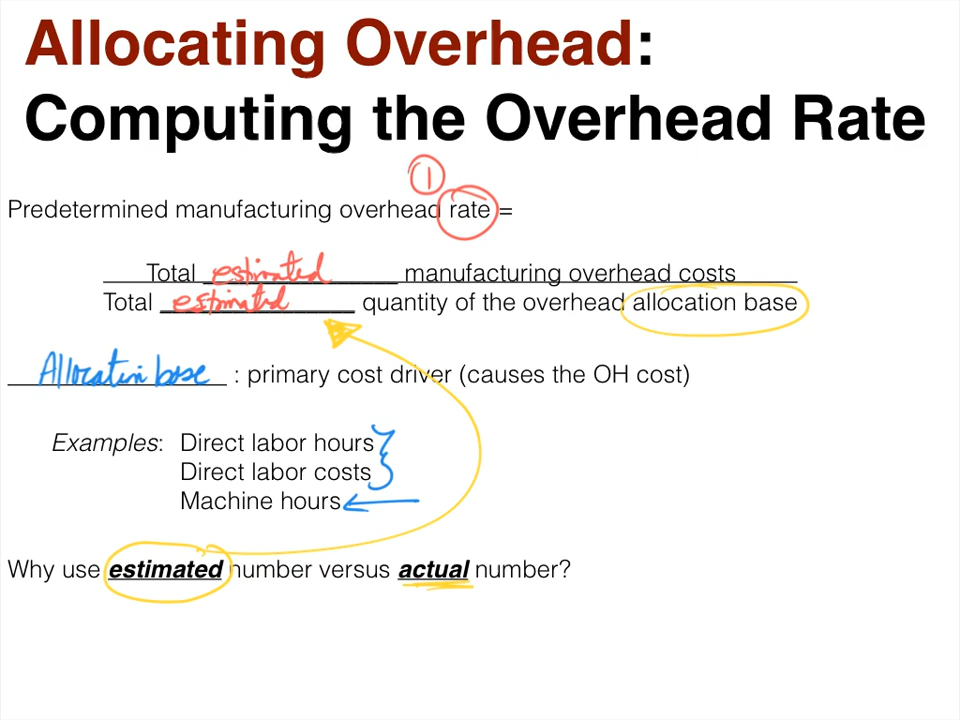 Allocating Overhead:
Computing the Overhead Rate
1
Predetermined manufacturing overhead rate =
Total estimated manufacturing overhead costs
Total estimated quantity of the overhead allocation base
Allocation base : primary cost driver (causes the OH cost)
Examples: Direct labor hours
Direct labor costs
Machine hours
Why use estimated number versus actual number?